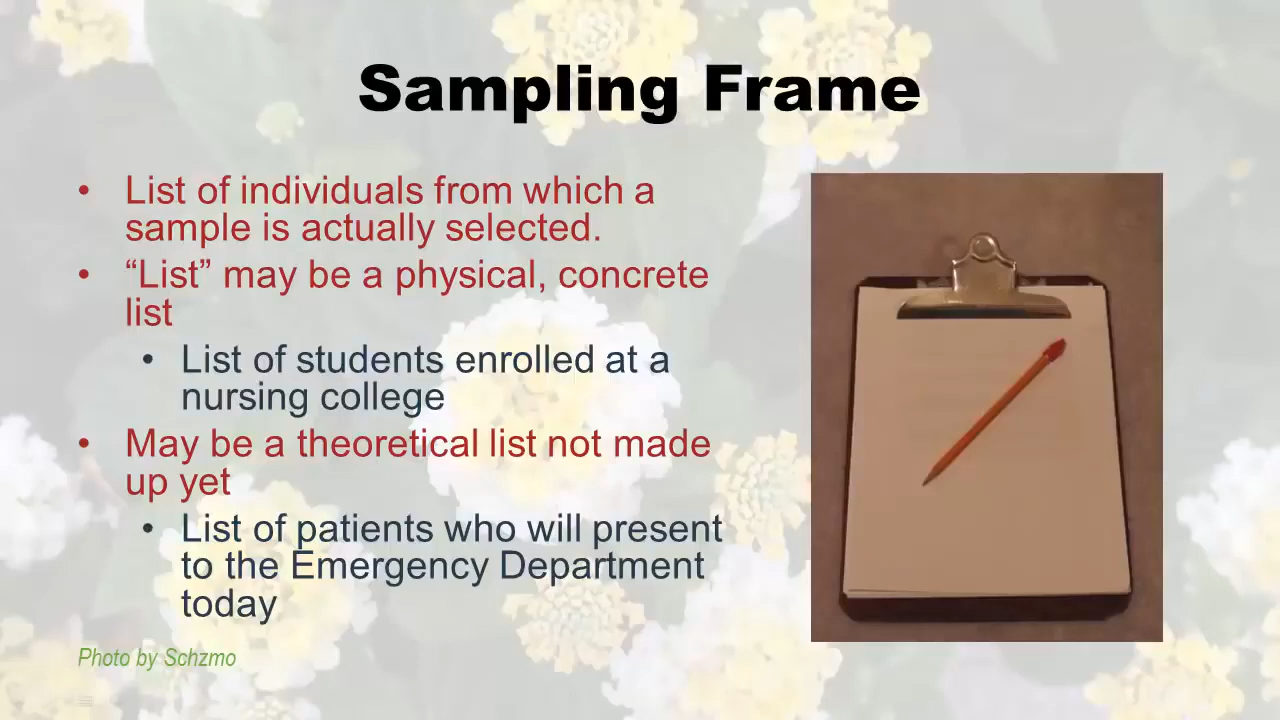 Sampling Frame
• List of individuals from which a
sample is actually selected.
• “List” may be a physical, concrete
list
• List of students enrolled at a
nursing college
• May be a theoretical list not made
up yet
• List of patients who will present
to the Emergency Department
today
Photo by Schzmo